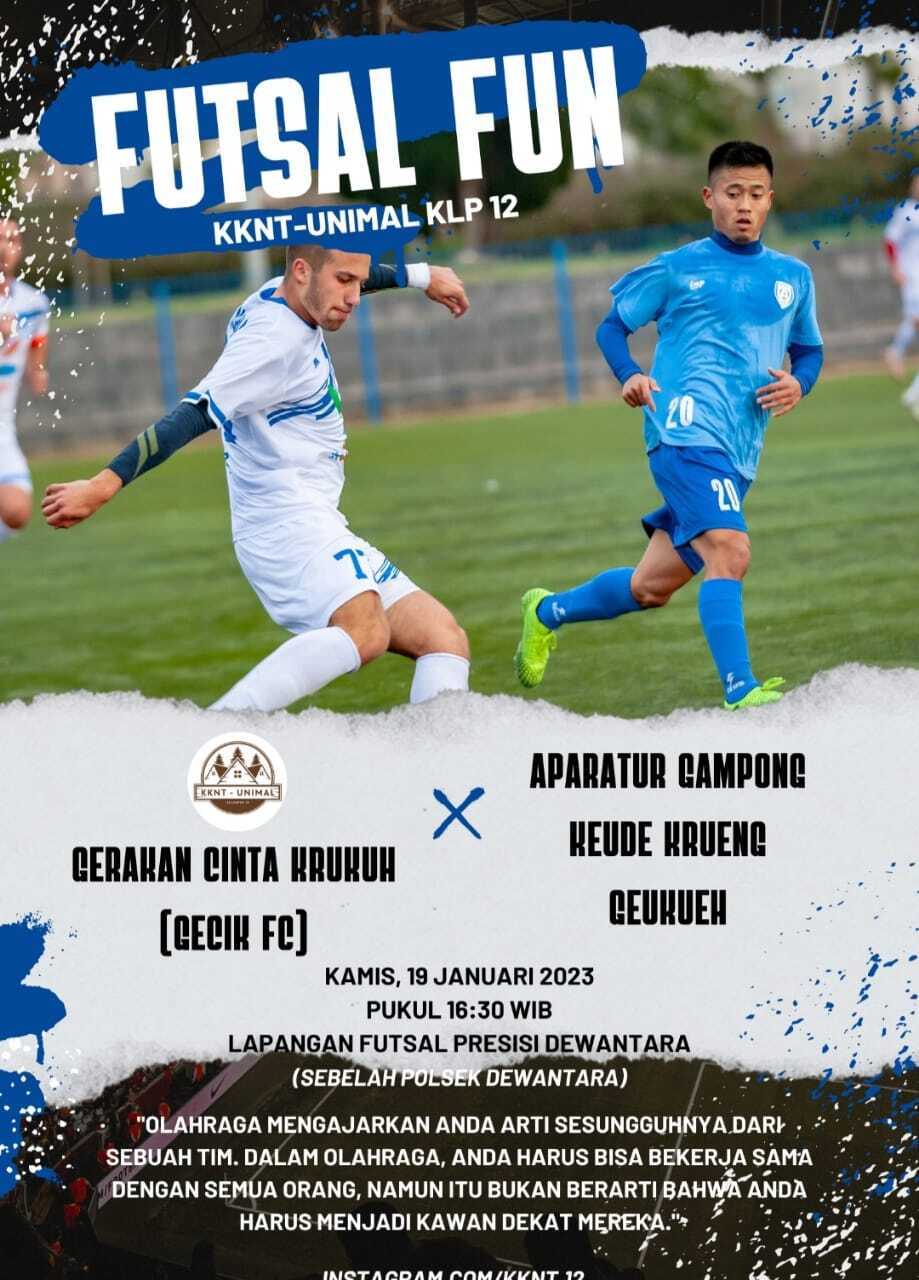 FUTSAL FUN
KKNT-UNIMAL KLP 12
20
20
7
KKNT - UNIMAL
GERAKAN CINTA KRUKUH
(GECIK FC)
X
APARATUR GAMPONG
KEUDE KRUENG
GEUKUEH
KAMIS, 19 JANUARI 2023
PUKUL 16:30 WIB
LAPANGAN FUTSAL PRESISI DEWANTARA
(SEBELAH POLSEK DEWANTARA)
"OLAHRAGA MENGAJARKAN ANDA ARTI SESUNGGUHNYA DARI
SEBUAH TIM. DALAM OLAHRAGA, ANDA HARUS BISA BEKERJA SAMA
DENGAN SEMUA ORANG, NAMUN ITU BUKAN BERARTI BAHWA ANDA
HARUS MENJADI KAWAN DEKAT MEREKA."
INSTAGRAM.COM/KKNT.12